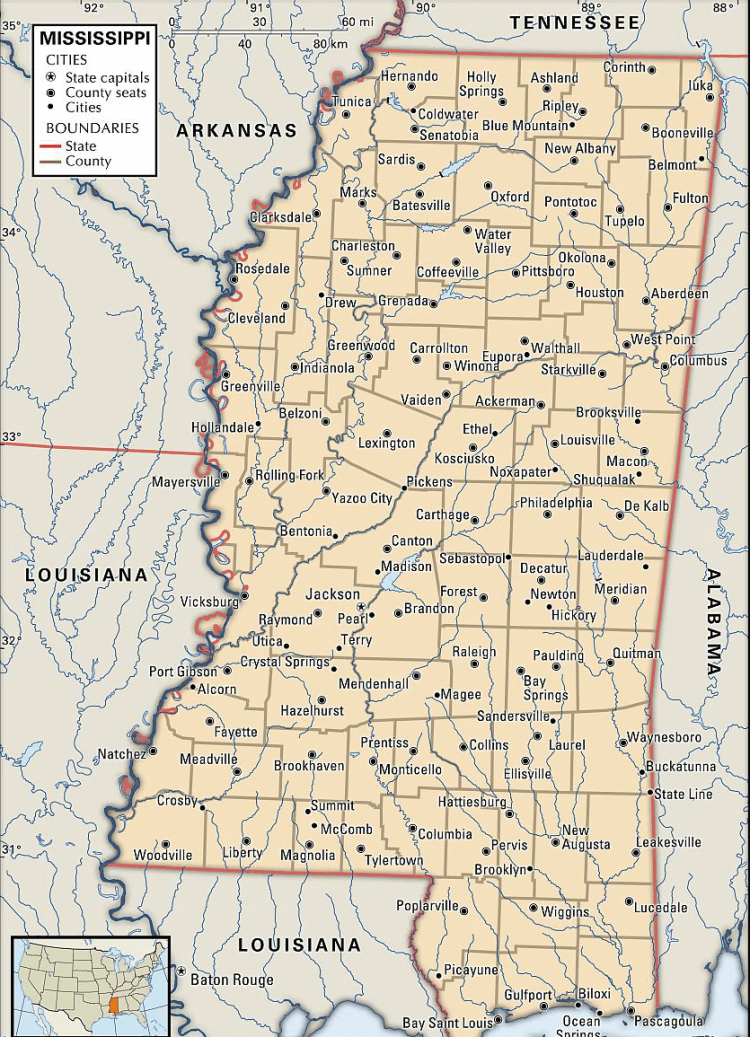 92°
91°
90°
89°
88°
35°
0
30
60 mi
0
40
80 km
TENNESSEE
MISSISSIPPI
CITIES
State capitals
County seats
Cities
BOUNDARIES
State
County
ARKANSAS
Hernando
Holly
Springs
Ashland
Corinth
Iuka
Tunica
Coldwater
Ripley
Senatobia
Blue Mountain
Booneville
New Albany
Sardis
Belmont
Marks
Batesville
Oxford
Pontotoc
Tupelo
Fulton
Clarksdale
34°
Water
Valley
Charleston
Sumner
Coffeeville
Pittsboro
Okolona
Rosedale
Houston
Aberdeen
Drew
Grenada
Cleveland
Greenwood
Carrollton
Winona
Eupora
Walthall
West Point
Columbus
Indianola
Starkville
Greenville
Vaiden
Ackerman
Belzoni
Brooksville
Hollandale
Ethel
Louisville
33°
Lexington
Kosciusko
Macon
Noxapater
Shuqualak
Mayersville
Rolling Fork
Pickens
Yazoo City
Carthage
Philadelphia
De Kalb
Bentonia
Canton
Madison
Sebastopol
Lauderdale
Decatur
LOUISIANA
ALABAMA
Vicksburg
Jackson
Forest
Newton
Meridian
Raymond
Pearl
Brandon
Hickory
Utica
Terry
32°
Crystal Springs
Raleigh
Paulding
Quitman
Port Gibson
Alcorn
Mendenhall
Magee
Bay
Springs
Hazlehurst
Sandersville
Fayette
Natchez
Prentiss
Collins
Laurel
Waynesboro
Meadville
Brookhaven
Monticello
Ellisville
Buckatunna
State Line
Crosby
Summit
Hattiesburg
McComb
Columbia
New
Augusta
31°
Woodville
Liberty
Magnolia
Tylertown
Purvis
Leakesville
Brooklyn
Poplarville
Wiggins
Lucedale
LOUISIANA
Baton Rouge
Picayune
Gulfport
Biloxi
Bay Saint Louis
Ocean
Springs
Pascagoula